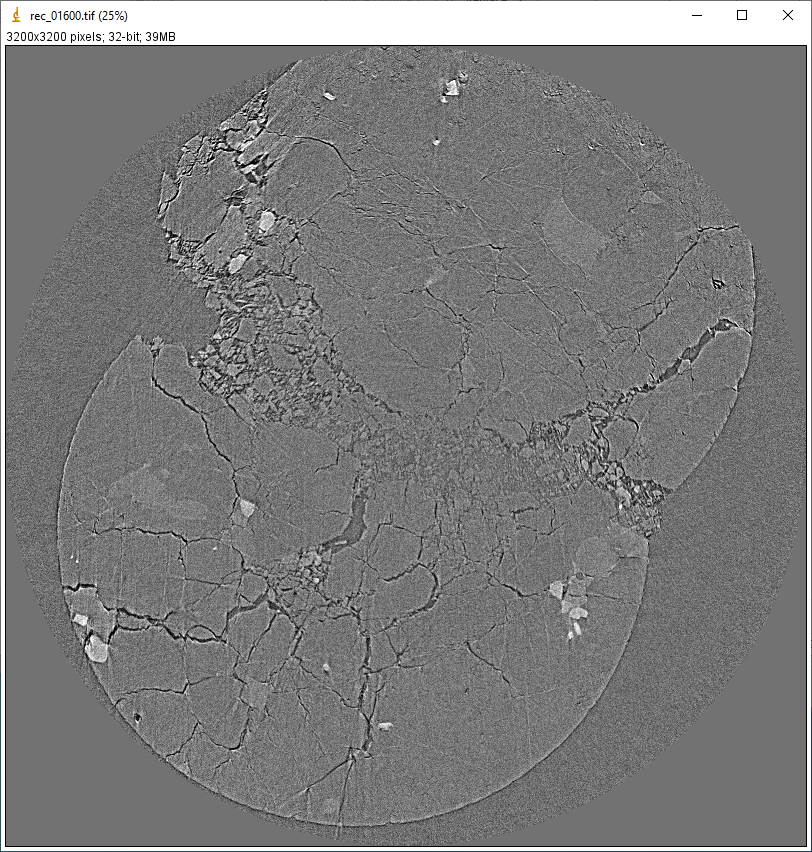 rec_01600.tif (25%)
3200x3200 pixels; 32-bit; 39MB